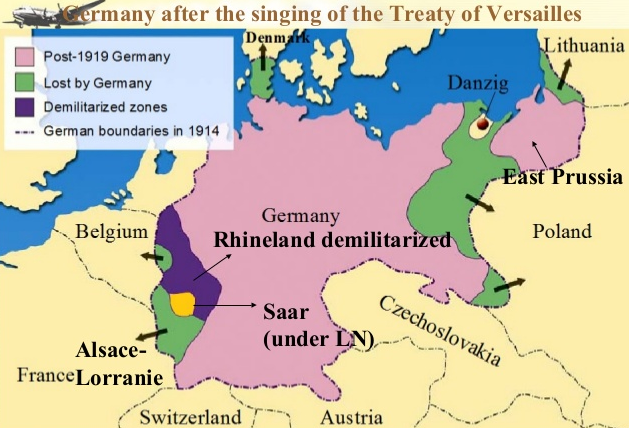 Germany after the singing of the Treaty of Versailles
Post-1919 Germany
Lost by Germany
Demilitarized zones
German boundaries in 1914
Denmark
Lithuania
Danzig
East Prussia
Germany
Belgium
Rhineland demilitarized
Poland
Saar
(under LN)
Czechoslovakia
Alsace-
Lorranie
France
Switzerland
Austria